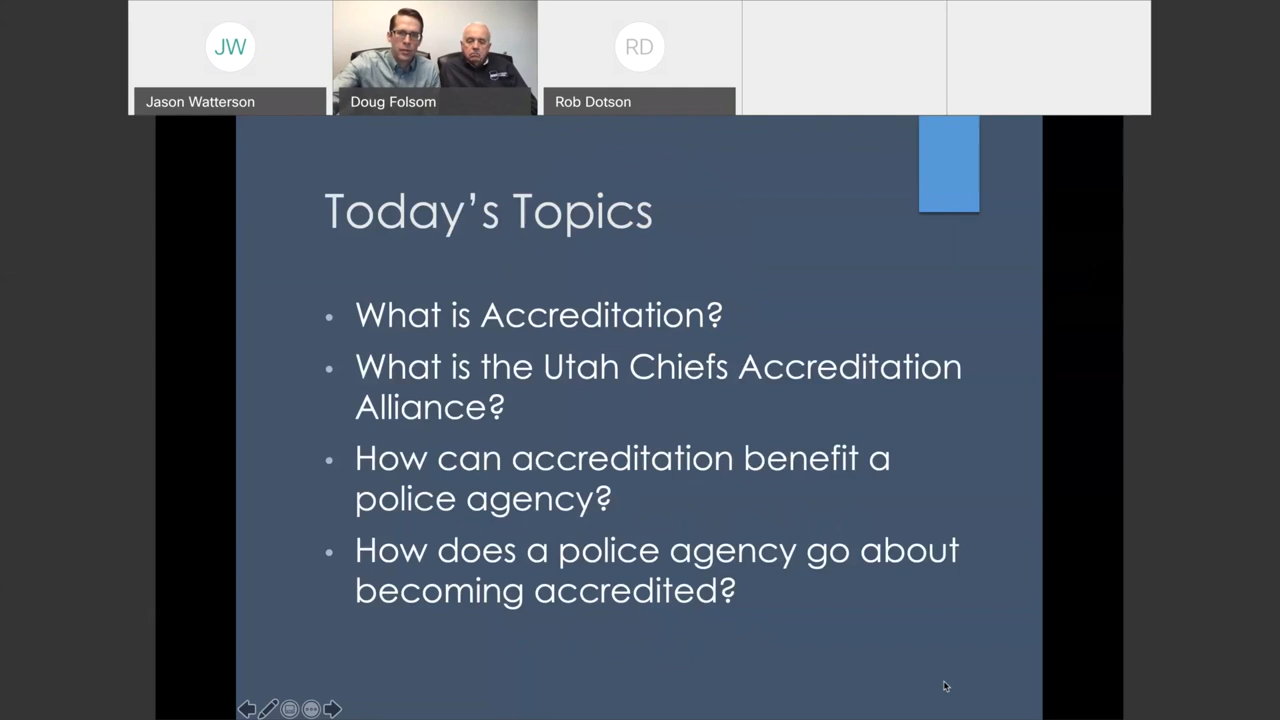 JW
RD
Jason Watterson
Doug Folsom
Rob Dotson
Today’s Topics
• What is Accreditation?
• What is the Utah Chiefs Accreditation
Alliance?
• How can accreditation benefit a
police agency?
• How does a police agency go about
becoming accredited?